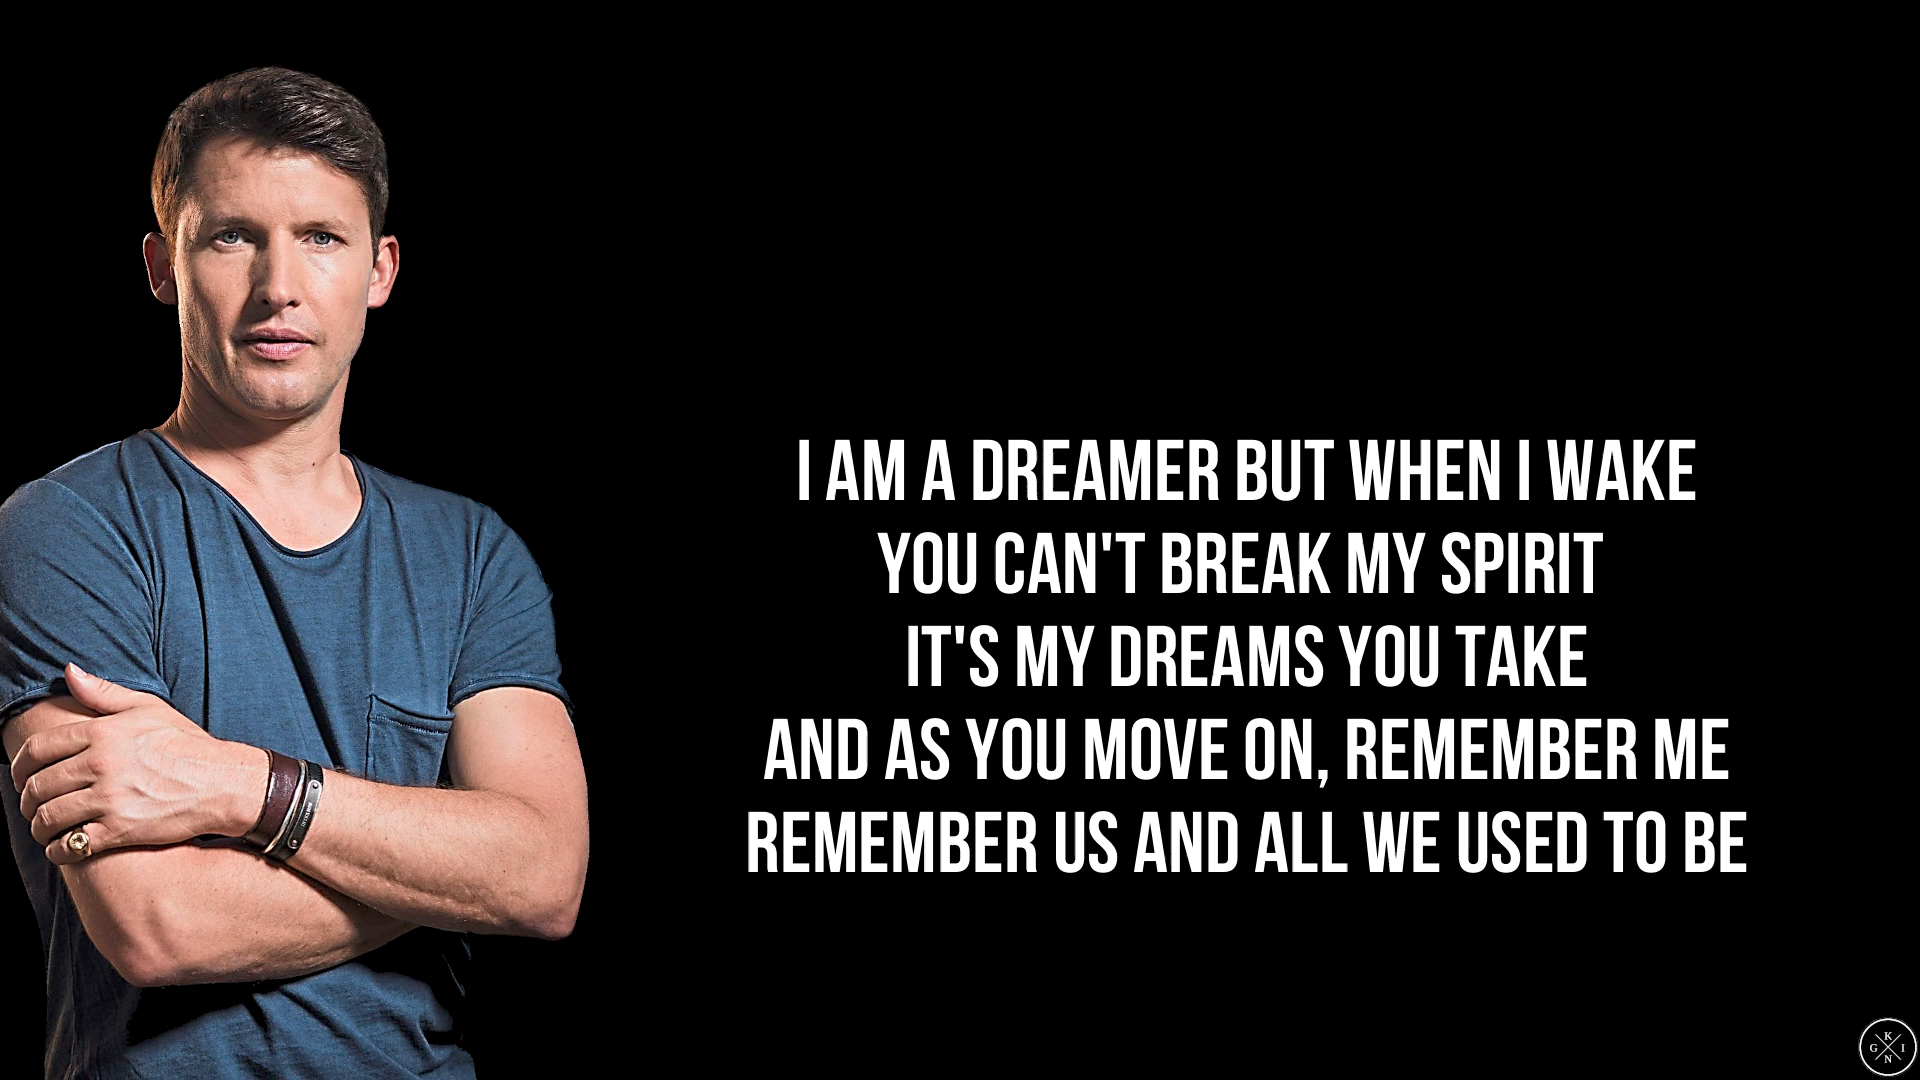 I AM A DREAMER BUT WHEN I WAKE
YOU CAN'T BREAK MY SPIRIT
IT'S MY DREAMS YOU TAKE
AND AS YOU MOVE ON, REMEMBER ME
REMEMBER US AND ALL WE USED TO BE
K
G I
N